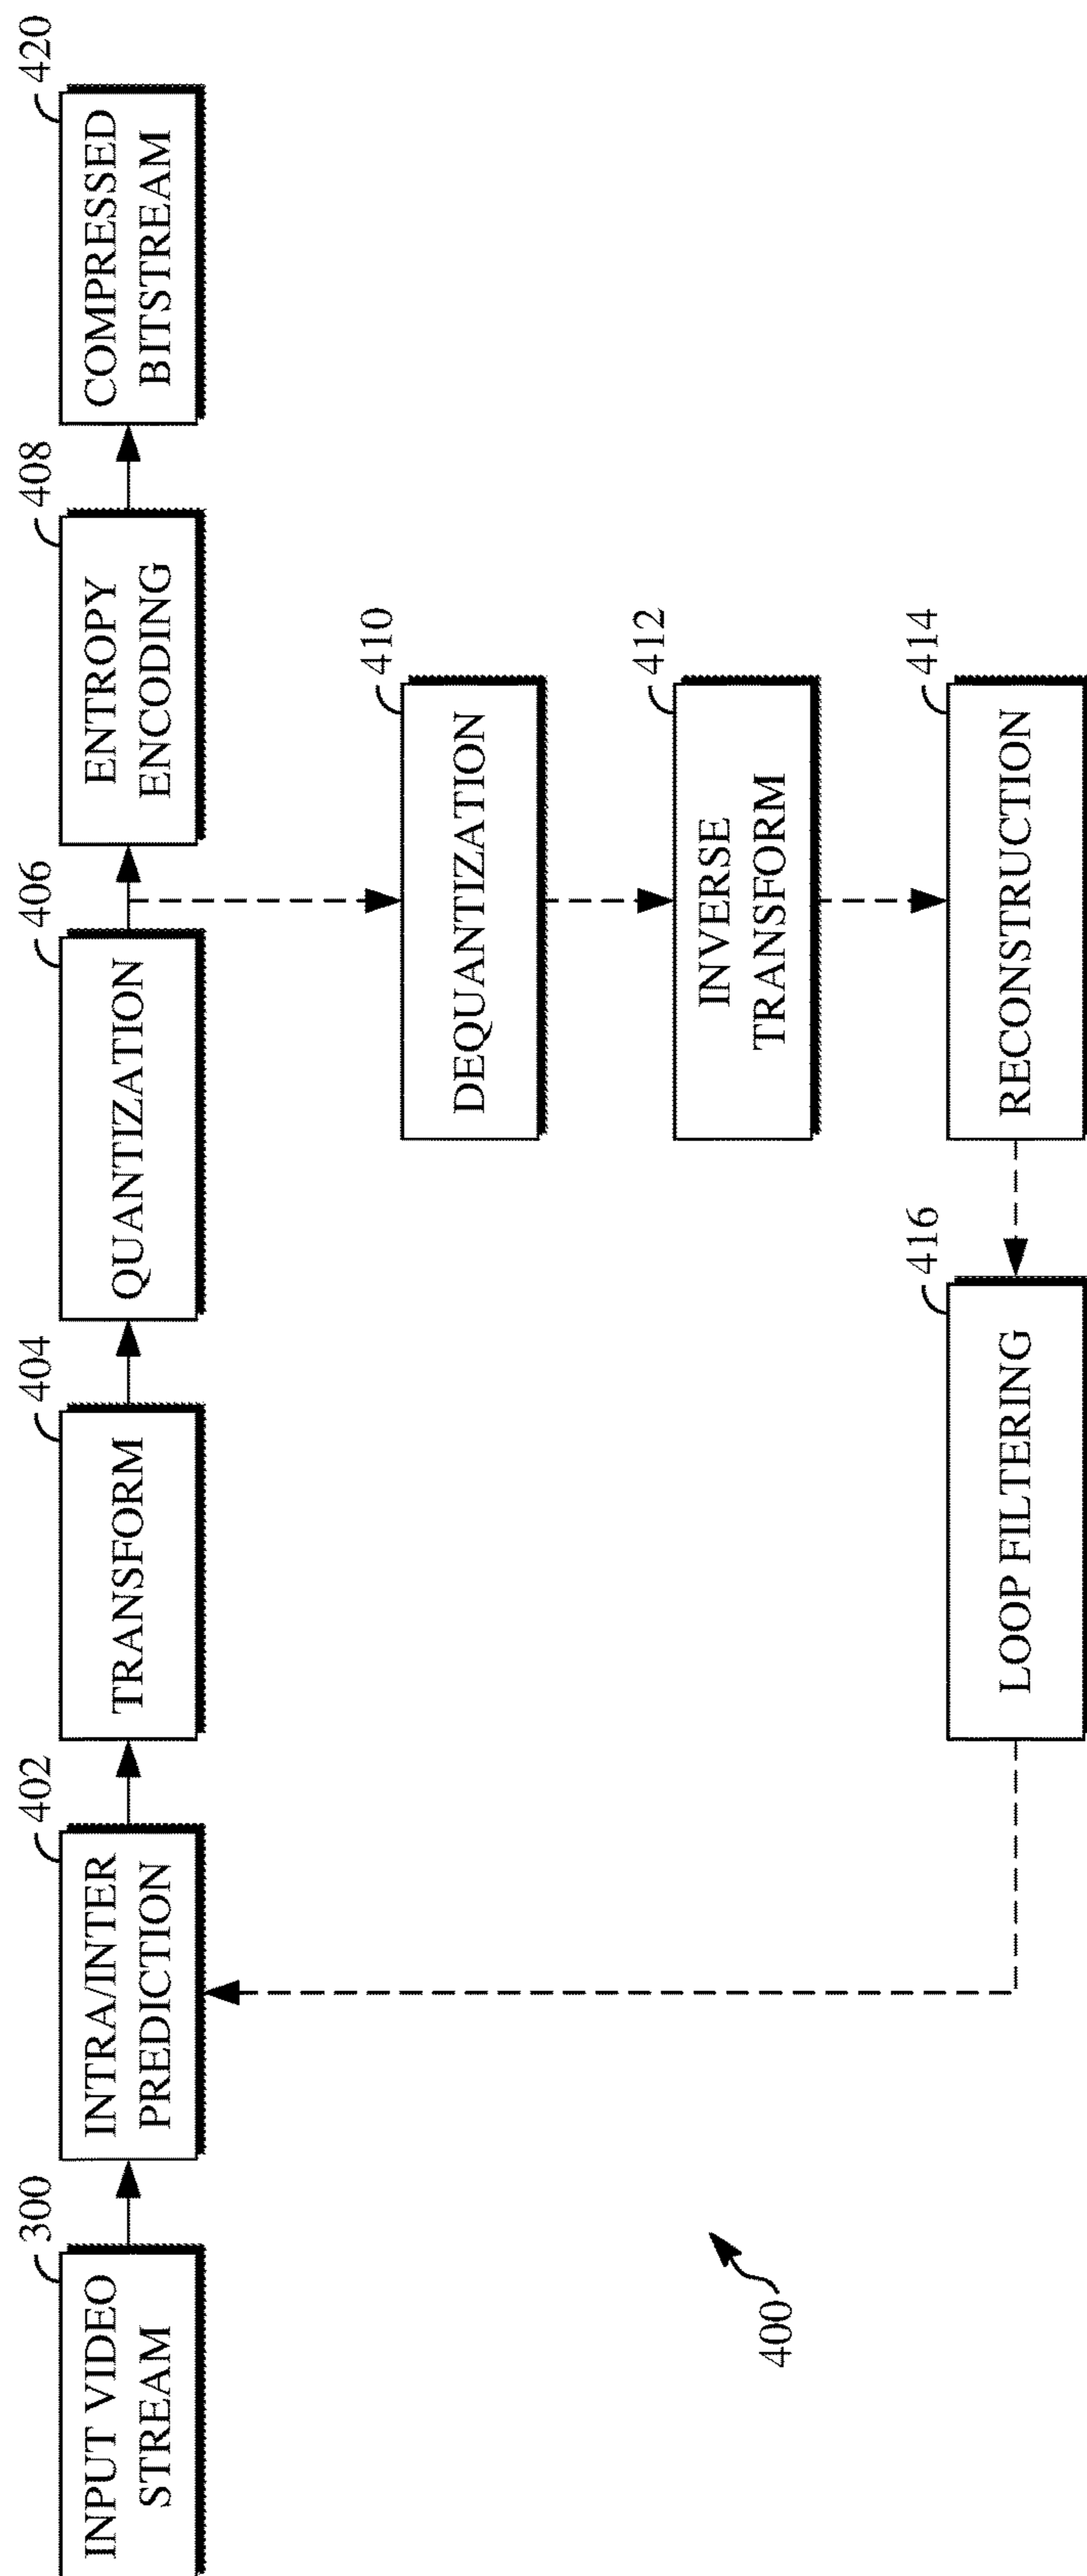 300
402
404
406
408
420
INPUT VIDEO
STREAM
INTRA/INTER
PREDICTION
TRANSFORM
QUANTIZATION
ENTROPY
ENCODING
COMPRESSED
BITSTREAM
410
DEQUANTIZATION
412
INVERSE
TRANSFORM
400
416
414
LOOP FILTERING
RECONSTRUCTION